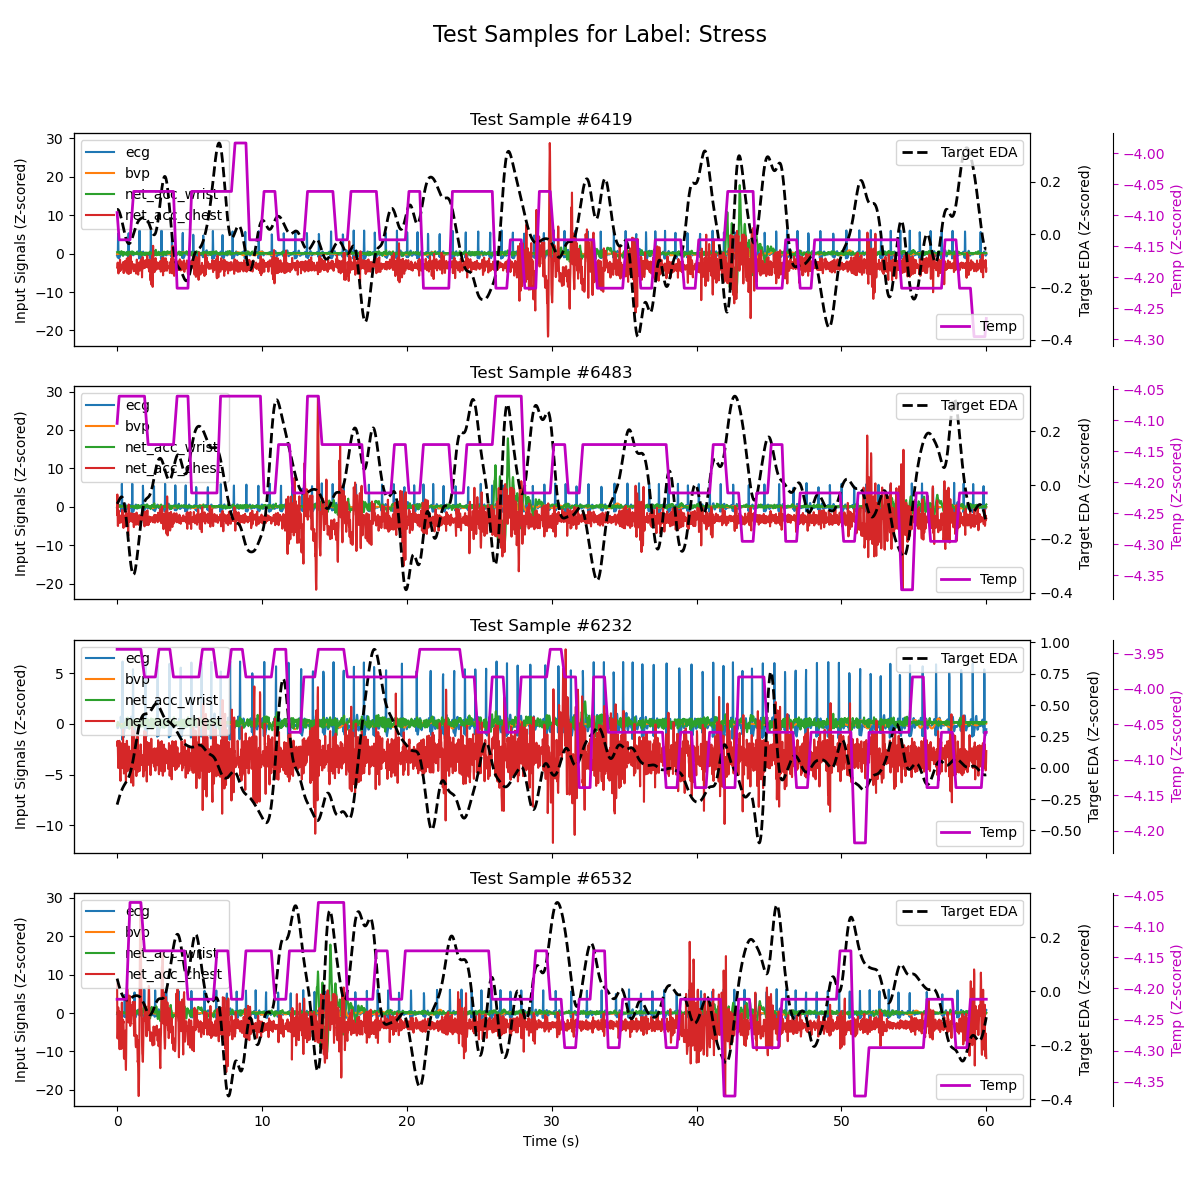 Test Samples for Label: Stress
Test Sample #6419
Input Signals (Z-scored)
30
20
10
0
−10
−20
ecg
bvp
net_acc_wrist
net_acc_chest
Target EDA
Temp
0.2
0.0
−0.2
−0.4
Target EDA (Z-scored)
−4.00
−4.05
−4.10
−4.15
−4.20
−4.25
−4.30
Temp (Z-scored)
Test Sample #6483
Input Signals (Z-scored)
30
20
10
0
−10
−20
ecg
bvp
net_acc_wrist
net_acc_chest
Target EDA
Temp
0.2
0.0
−0.2
−0.4
Target EDA (Z-scored)
−4.05
−4.10
−4.15
−4.20
−4.25
−4.30
−4.35
Temp (Z-scored)
Test Sample #6232
Input Signals (Z-scored)
5
0
−5
−10
ecg
bvp
net_acc_wrist
net_acc_chest
Target EDA
Temp
1.00
0.75
0.50
0.25
0.00
−0.25
−0.50
Target EDA (Z-scored)
−3.95
−4.00
−4.05
−4.10
−4.15
−4.20
Temp (Z-scored)
Test Sample #6532
Input Signals (Z-scored)
30
20
10
0
−10
−20
ecg
bvp
net_acc_wrist
net_acc_chest
Target EDA
Temp
0.2
0.0
−0.2
−0.4
Target EDA (Z-scored)
−4.05
−4.10
−4.15
−4.20
−4.25
−4.30
−4.35
Temp (Z-scored)
0 10 20 30 40 50 60
Time (s)